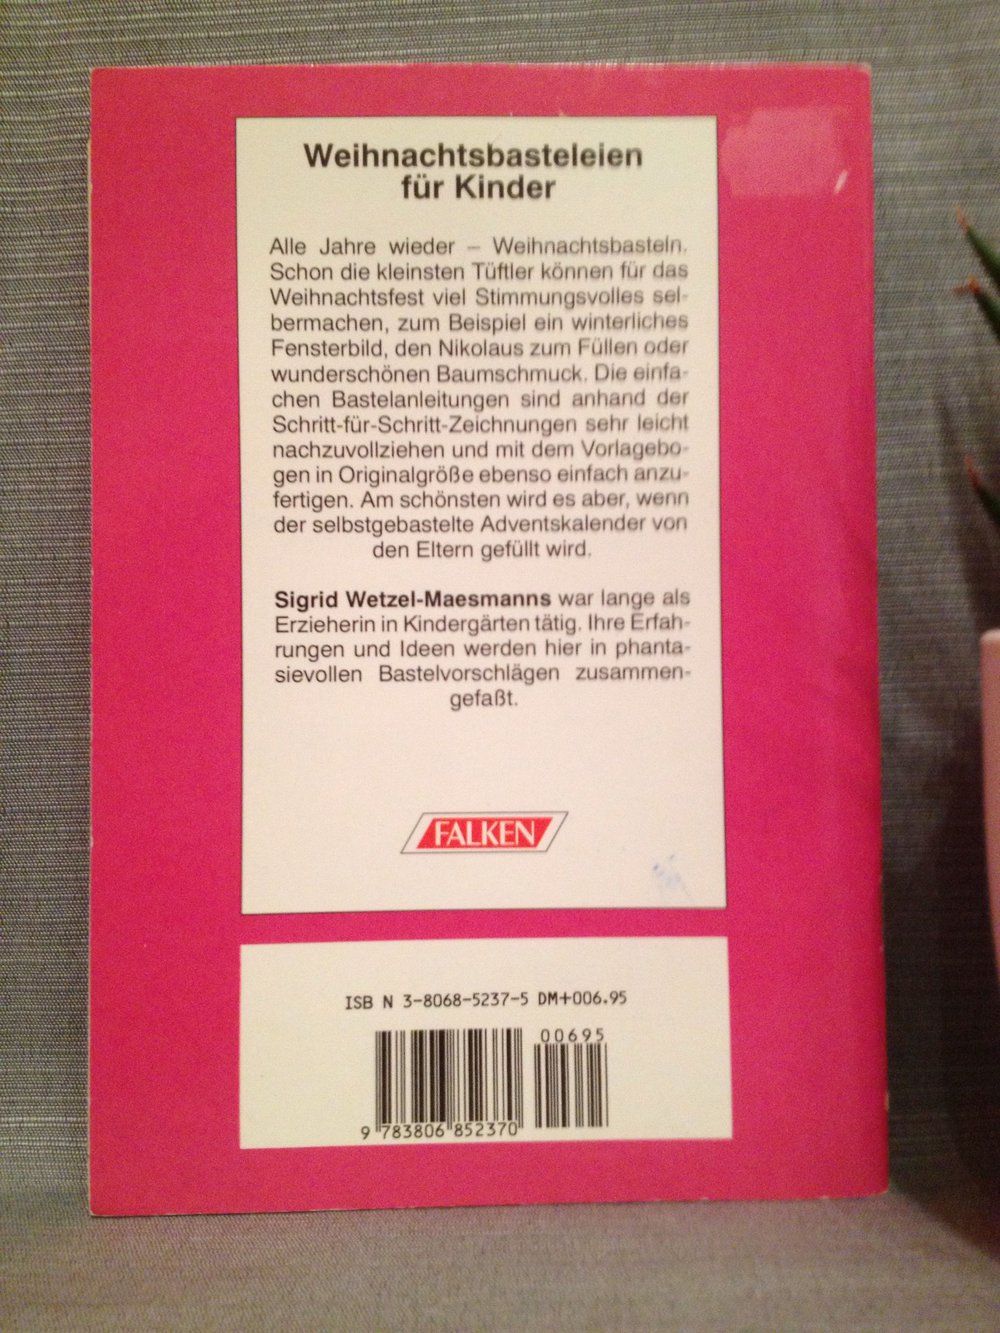 Weihnachtsbasteleien
für Kinder
Alle Jahre wieder – Weihnachtsbasteln.
Schon die kleinsten Tüftler können für das
Weihnachtsfest viel Stimmungsvolles sel-
bermachen, zum Beispiel ein winterliches
Fensterbild, den Nikolaus zum Füllen oder
wunderschönen Baumschmuck. Die einfa-
chen Bastelanleitungen sind anhand der
Schritt-für-Schritt-Zeichnungen sehr leicht
nachzuvollziehen und mit dem Vorlagebo-
gen in Originalgröße ebenso einfach anzu-
fertigen. Am schönsten wird es aber, wenn
der selbstgebastelte Adventskalender von
den Eltern gefüllt wird.
Sigrid Wetzel-Maesmanns war lange als
Erzieherin in Kindergärten tätig. Ihre Erfah-
rungen und Ideen werden hier in phanta-
sievollen Bastelvorschlägen zusammen-
gefaßt.
FALKEN
ISB N 3-8068-5237-5 DM+006.95
00695
9 783806 852370